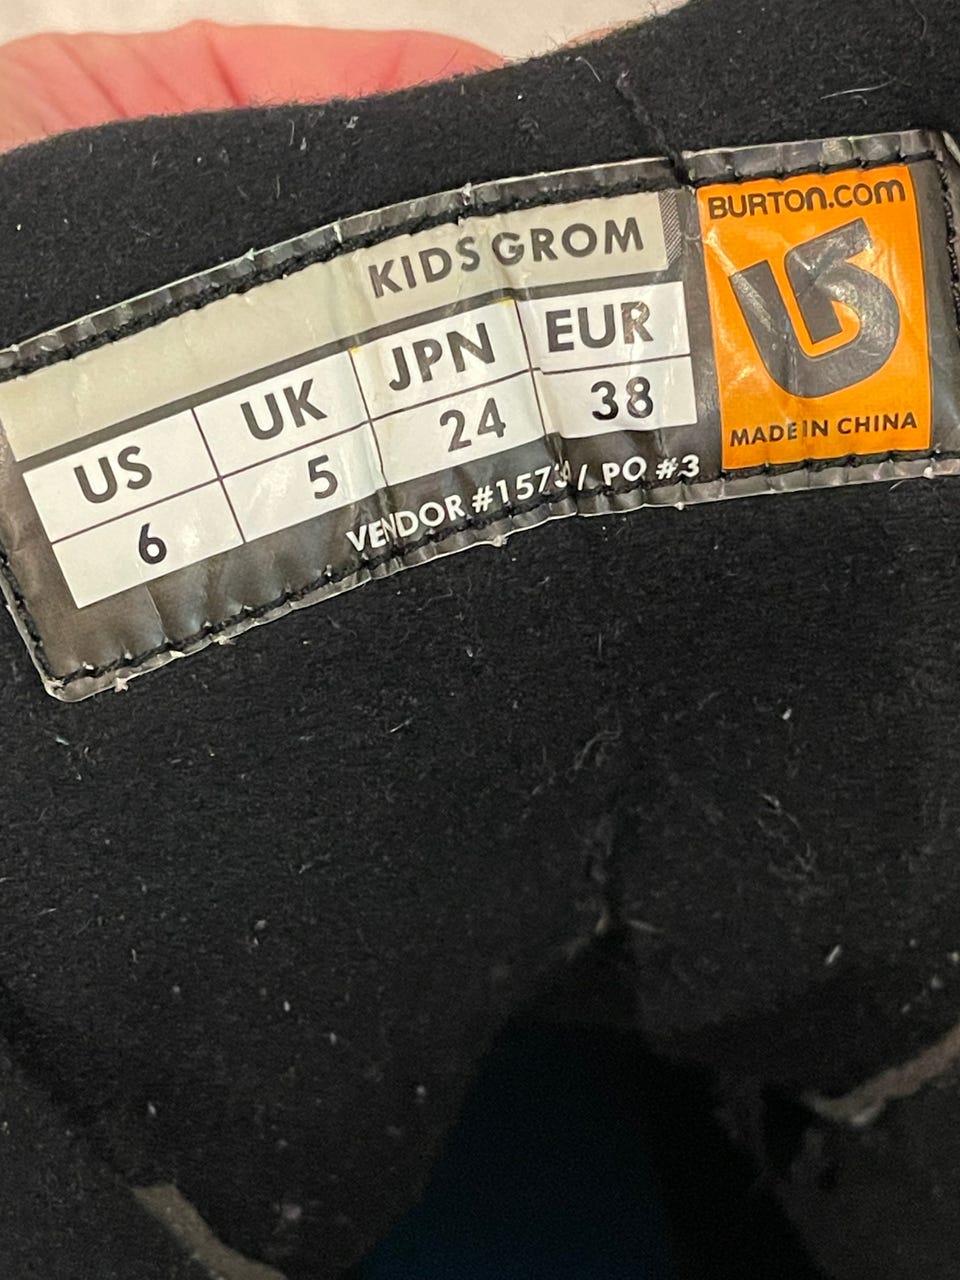 KIDS GROM
US UK JPN EUR
6 5 24 38
VENDOR / PO #3
BURTON.COM
MADE IN CHINA